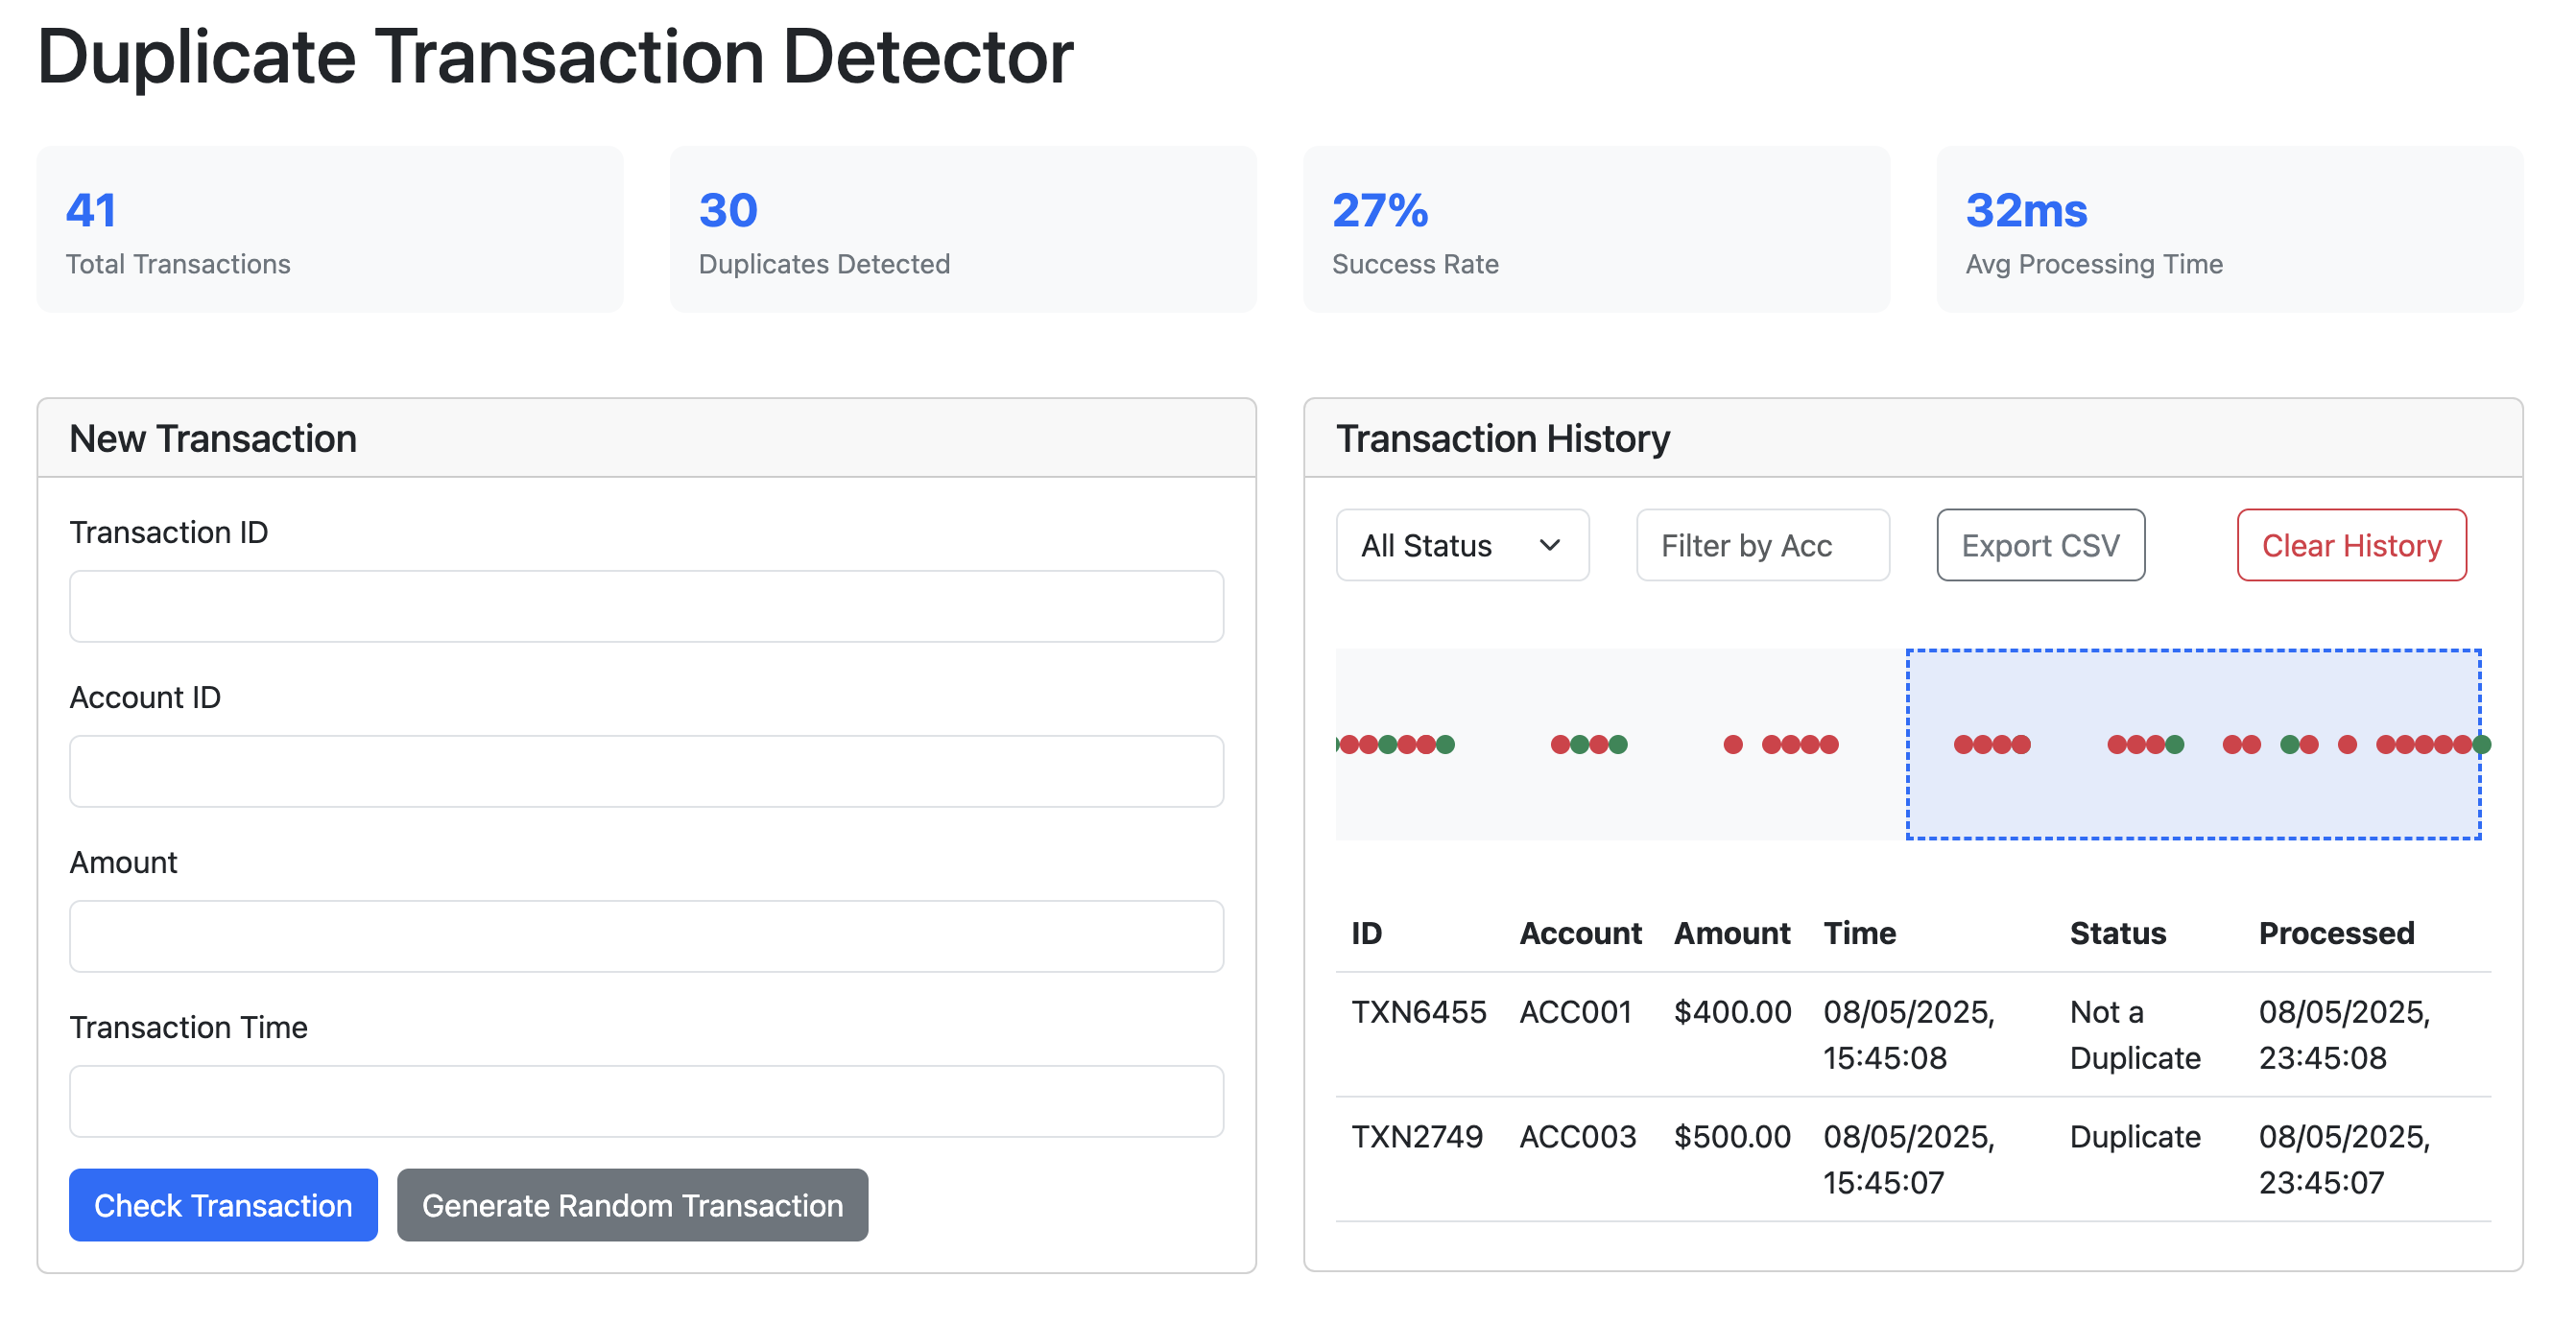 Duplicate Transaction Detector
41
Total Transactions
30
Duplicates Detected
27%
Success Rate
32ms
Avg Processing Time
New Transaction
Transaction ID
Account ID
Amount
Transaction Time
Check Transaction
Generate Random Transaction
Transaction History
All Status
Filter by Acc
Export CSV
Clear History
ID Account Amount Time Status Processed
TXN6455 ACC001 $400.00 08/05/2025, 15:45:08 Not a Duplicate 08/05/2025, 23:45:08
TXN2749 ACC003 $500.00 08/05/2025, 15:45:07 Duplicate 08/05/2025, 23:45:07